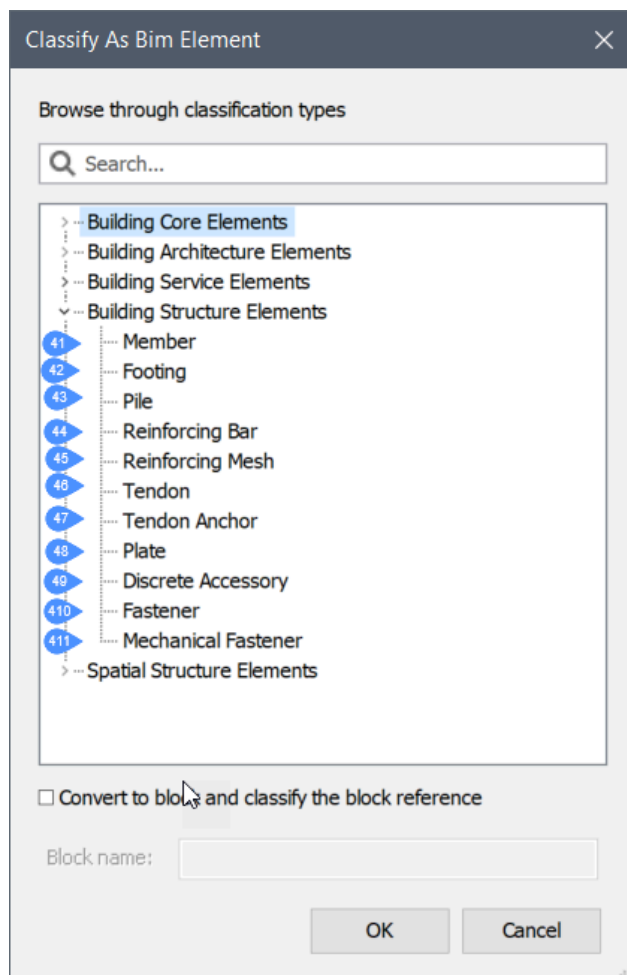 Classify As Bim Element
Browse through classification types
Search...
Building Core Elements
Building Architecture Elements
Building Service Elements
Building Structure Elements
41 Member
42 Footing
43 Pile
44 Reinforcing Bar
45 Reinforcing Mesh
46 Tendon
47 Tendon Anchor
48 Plate
49 Discrete Accessory
410 Fastener
411 Mechanical Fastener
Spatial Structure Elements
Convert to block and classify the block reference
Block name:
OK Cancel